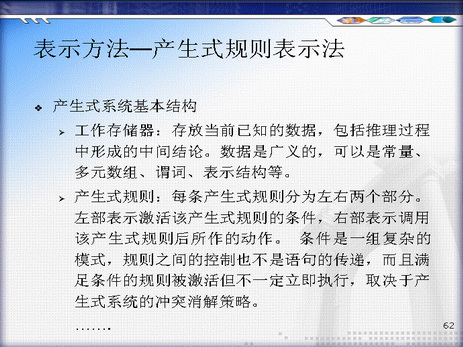 表示方法—产生式规则表示法
❖ 产生式系统基本结构
➢ 工作存储器：存放当前已知的数据，包括推理过程
中形成的中间结论。数据是广义的，可以是常量、
多元数组、谓词、表示结构等。
➢ 产生式规则：每条产生式规则分为左右两个部分。
左部表示激活该产生式规则的条件，右部表示调用
该产生式规则后所作的动作。 条件是一组复杂的
模式，规则之间的控制也不是语句的传递，而且满
足条件的规则被激活但不一定立即执行，取决于产
生式系统的冲突消解策略。
…….
62